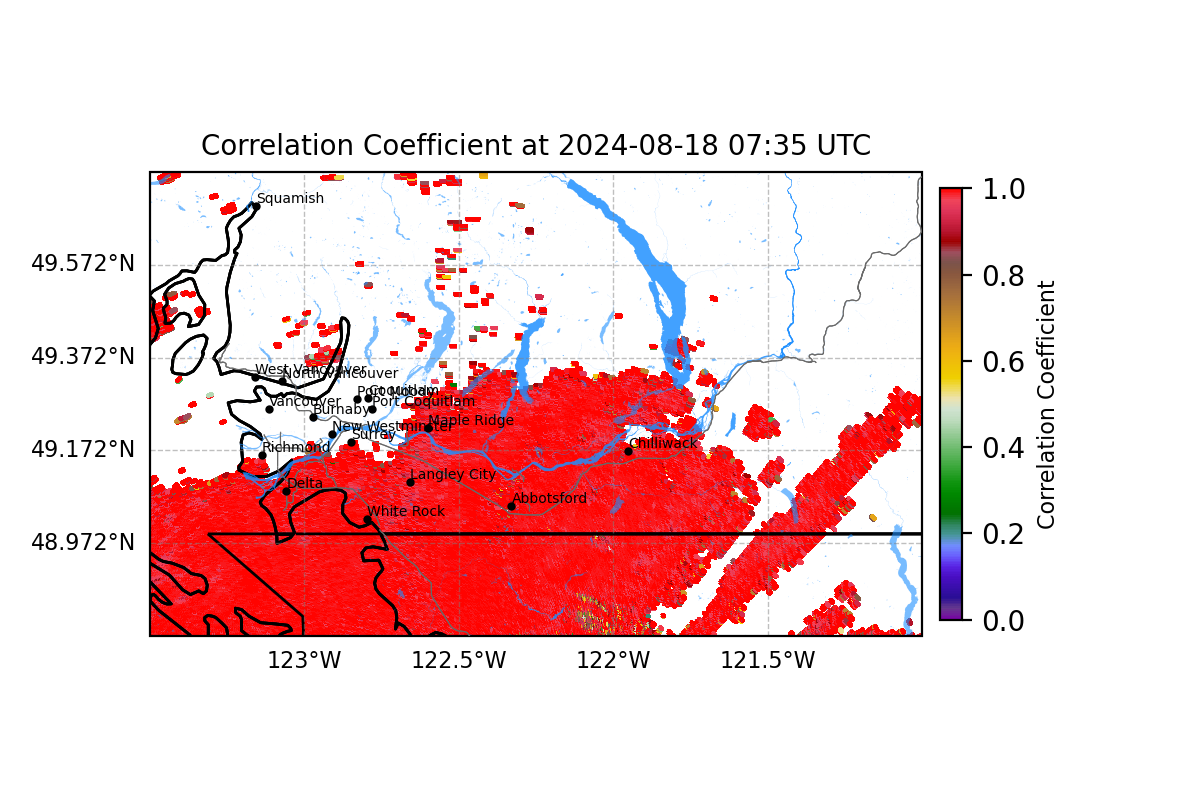 Correlation Coefficient at 2024-08-18 07:35 UTC
Squamish
49.572°N
49.372°N
West Vancouver
North Vancouver
Port Moody
Coquitlam
Vancouver
Port Coquitlam
Burnaby
Maple Ridge
New Westminster
Surrey
49.172°N
Richmond
Chilliwack
Langley City
Delta
Abbotsford
White Rock
48.972°N
123°W
122.5°W
122°W
121.5°W
1.0
0.8
0.6
0.4
0.2
0.0
Correlation Coefficient